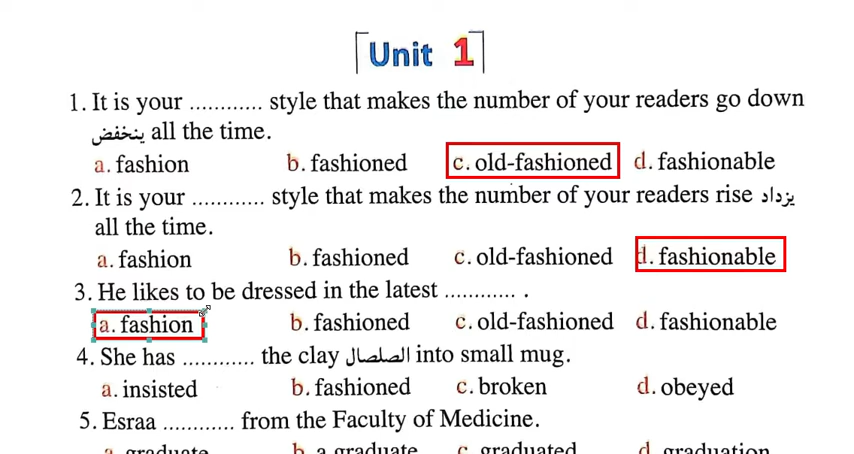 Unit 1
1. It is your ............ style that makes the number of your readers go down
ينخفض all the time.
a. fashion b. fashioned c. old-fashioned d. fashionable
2. It is your ............ style that makes the number of your readers rise يزداد
all the time.
a. fashion b. fashioned c. old-fashioned d. fashionable
3. He likes to be dressed in the latest ............ .
a. fashion b. fashioned c. old-fashioned d. fashionable
4. She has ............ the clay الصلصال into small mug.
a. insisted b. fashioned c. broken d. obeyed
5. Esraa ............ from the Faculty of Medicine.
a. graduate b. a graduate c. graduated d. graduation